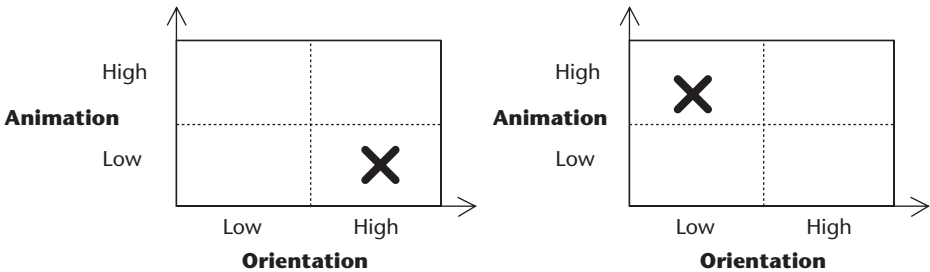 High
Animation
Low
Low High
Orientation
High
Animation
Low
Low High
Orientation